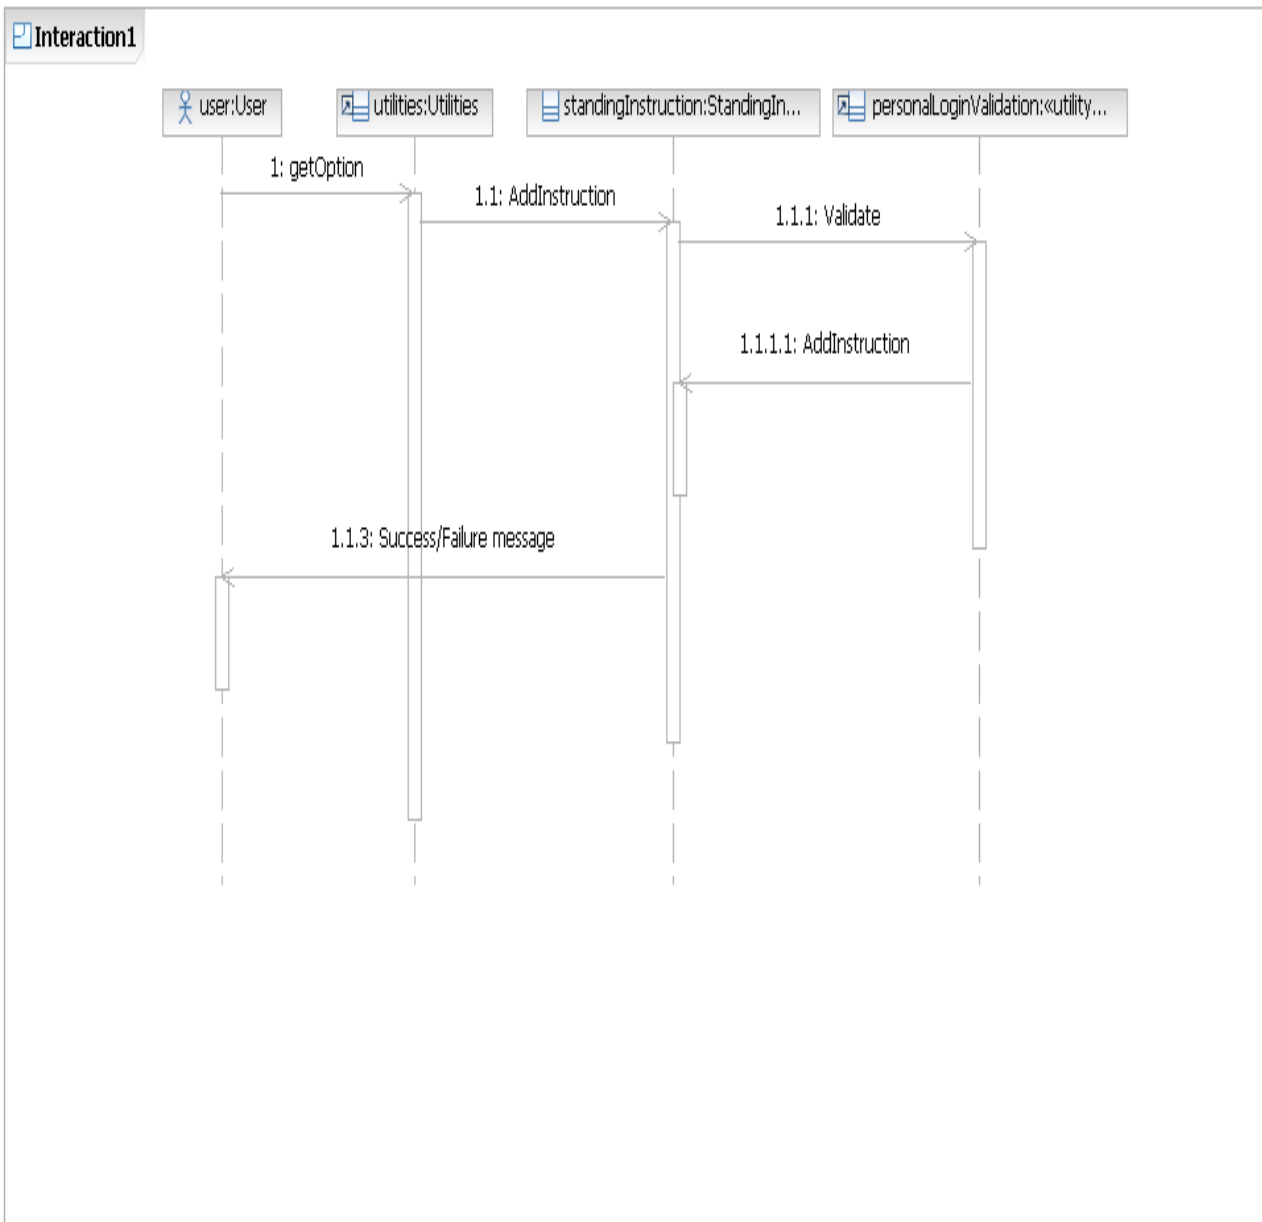 Interaction1
user:User
utilities:Utilities
standingInstruction:StandingIn...
personalLoginValidation:«utility...
1: getOption
1.1: AddInstruction
1.1.1: Validate
1.1.1.1: AddInstruction
1.1.3: Success/Failure message